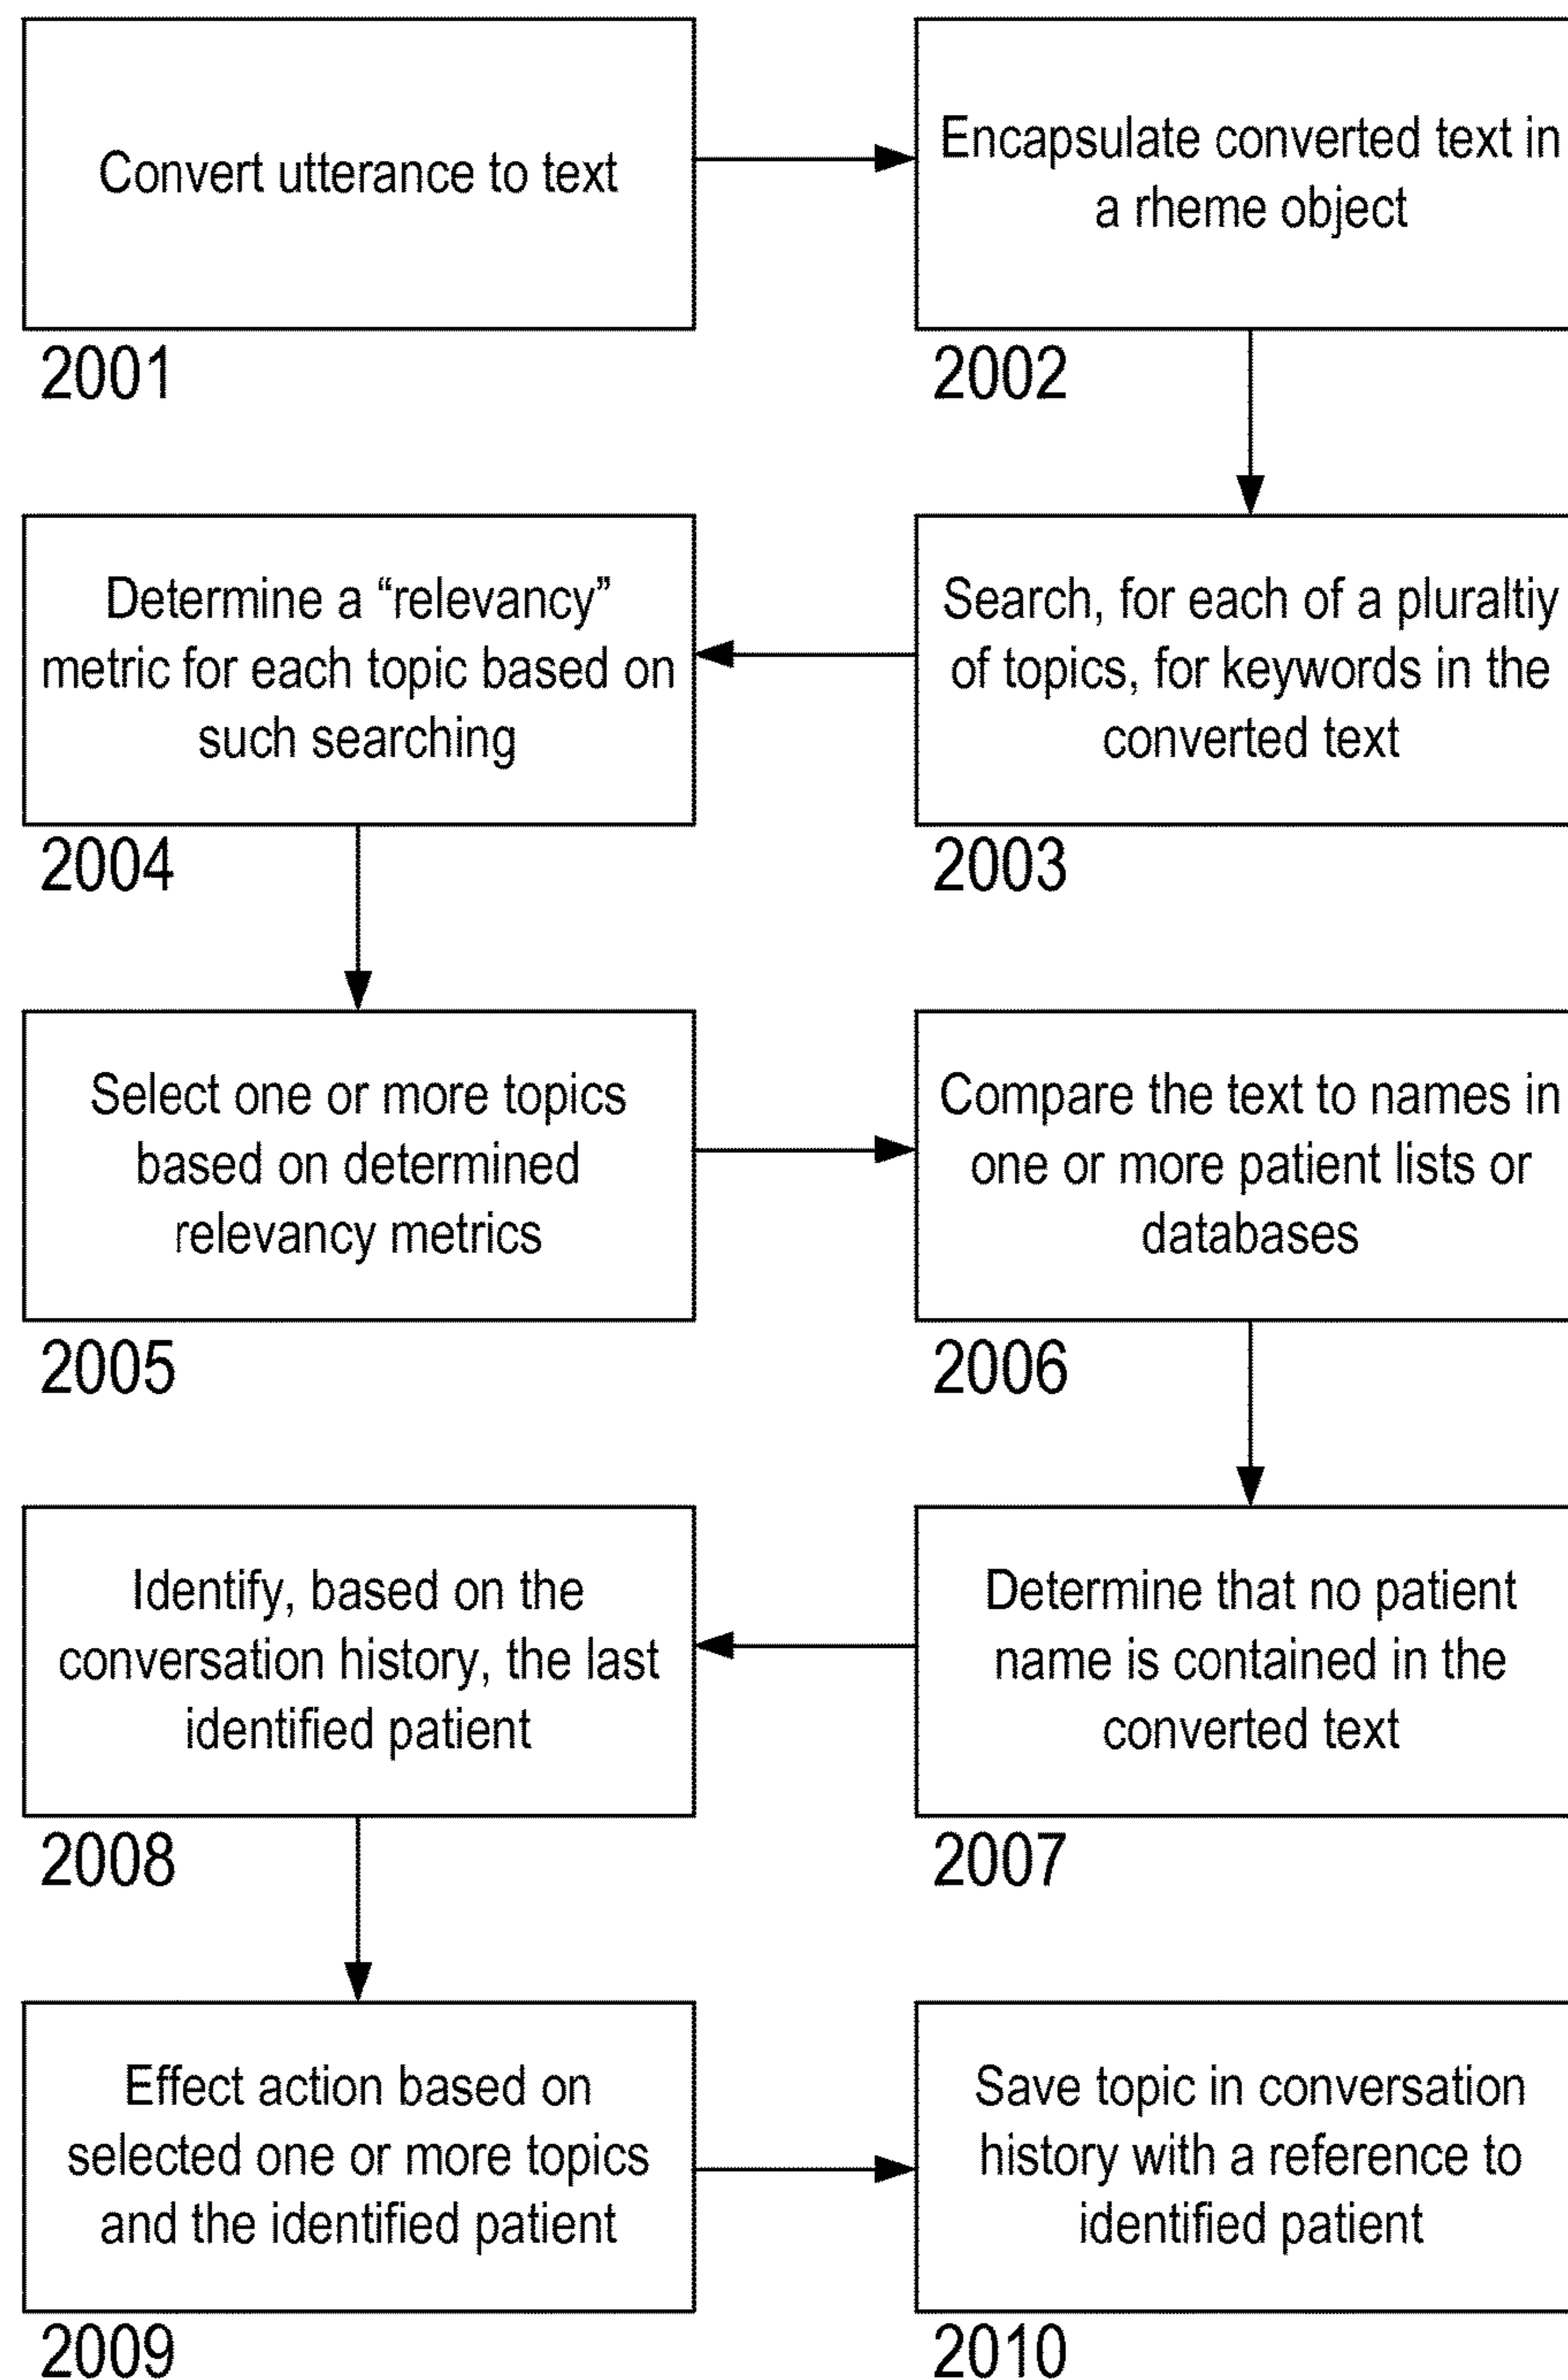 Convert utterance to text
2001
Encapsulate converted text in
a rheme object
2002
Search, for each of a pluraltiy
of topics, for keywords in the
converted text
2003
Determine a “relevancy”
metric for each topic based on
such searching
2004
Select one or more topics
based on determined
relevancy metrics
2005
Compare the text to names in
one or more patient lists or
databases
2006
Determine that no patient
name is contained in the
converted text
2007
Identify, based on the
conversation history, the last
identified patient
2008
Effect action based on
selected one or more topics
and the identified patient
2009
Save topic in conversation
history with a reference to
identified patient
2010